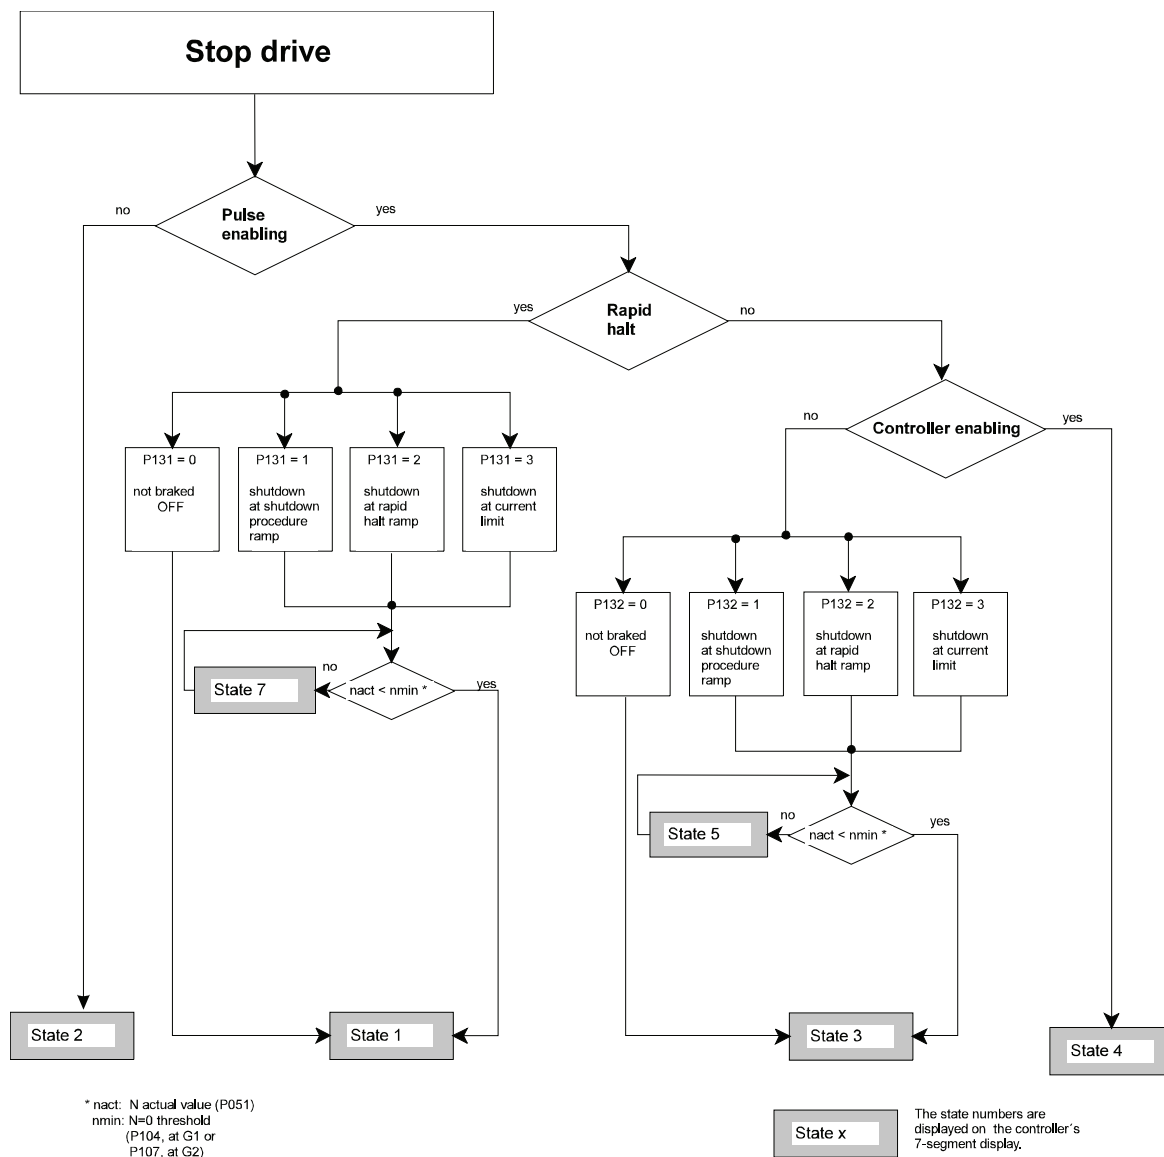 Stop drive
no
Pulse
enabling
yes
yes
Rapid
halt
no
no
Controller enabling
yes
P131 = 0
not braked
OFF
P131 = 1
shutdown
at shutdown
procedure
ramp
P131 = 2
shutdown
at rapid
halt ramp
P131 = 3
shutdown
at current
limit
P132 = 0
not braked
OFF
P132 = 1
shutdown
at shutdown
procedure
ramp
P132 = 2
shutdown
at rapid
halt ramp
P132 = 3
shutdown
at current
limit
State 7
no
nact < nmin *
yes
State 5
no
nact < nmin *
yes
State 2
State 1
State 3
State 4
* nact: N actual value (P051)
nmin: N=0 threshold
(P104, at G1 or
P107, at G2)
State x
The state numbers are
displayed on the controller´s
7-segment display.